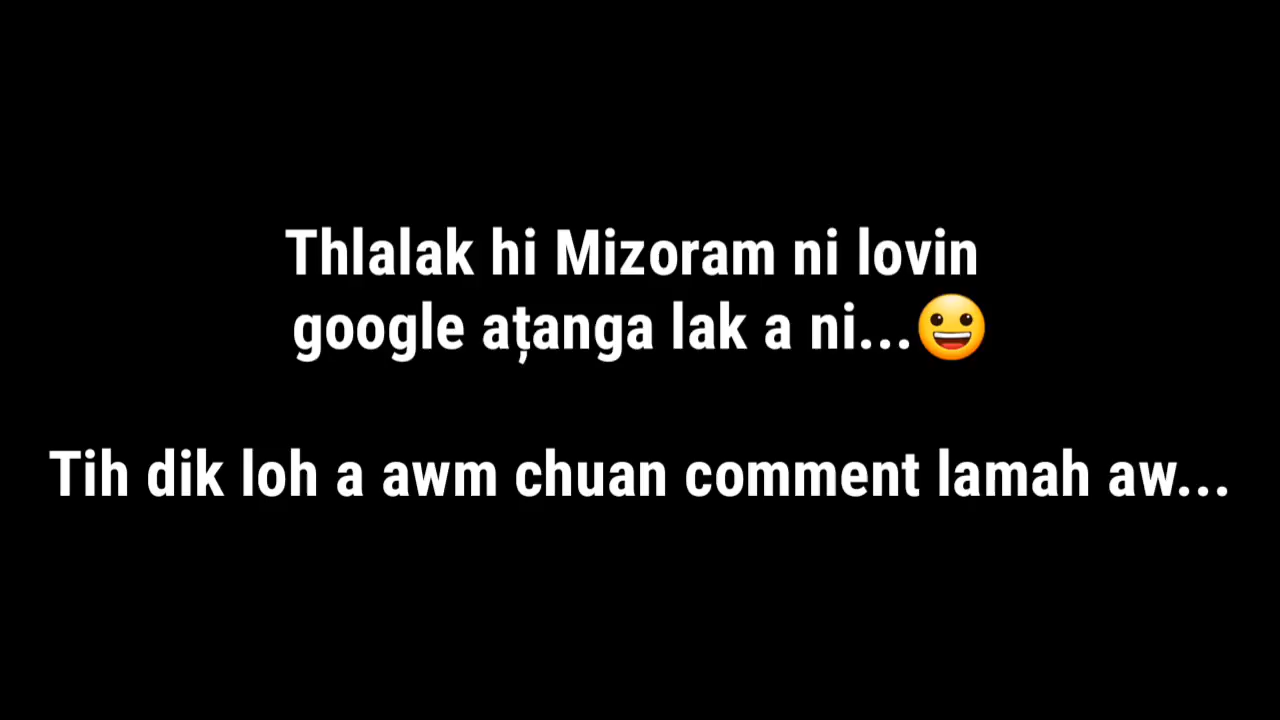 Thlalak hi Mizoram ni lovin
google aṭanga lak a ni...😀
Tih dik loh a awm chuan comment lamah aw...